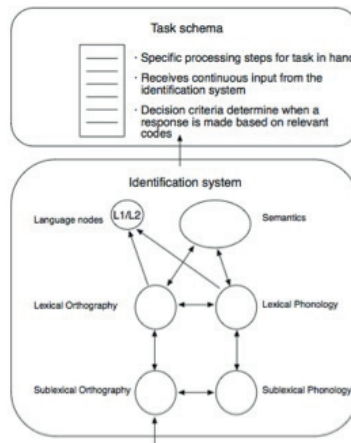 Task schema
· Specific processing steps for task in hand
· Receives continuous input from the
identification system
· Decision criteria determine when a
response is made based on relevant
codes
Identification system
Language nodes
L1/L2
Semantics
Lexical Orthography
Lexical Phonology
Sublexical Orthography
Sublexical Phonology